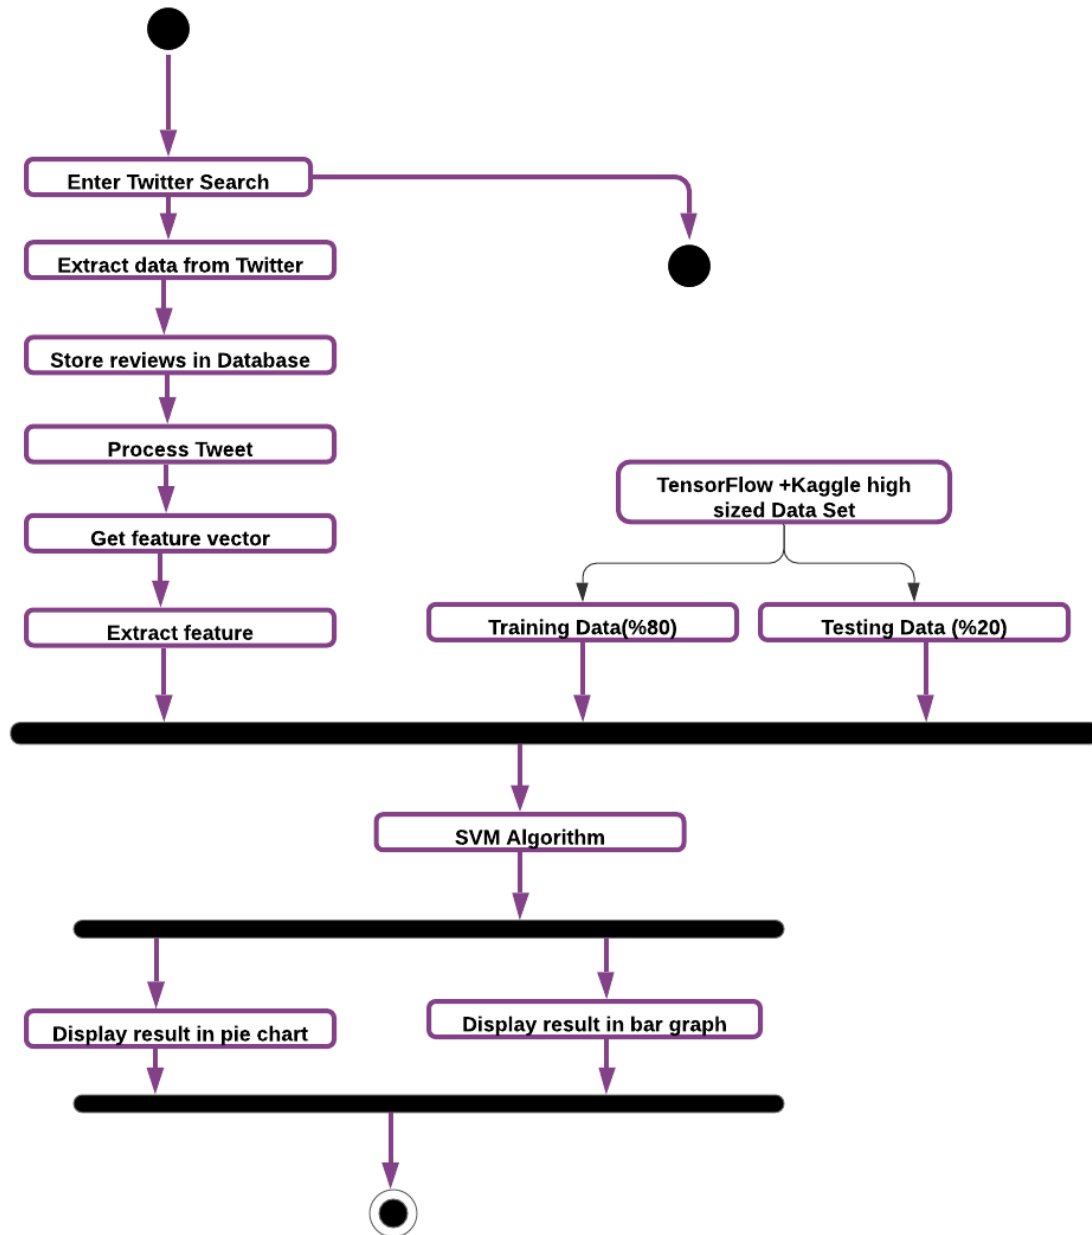 Enter Twitter Search
Extract data from Twitter
Store reviews in Database
Process Tweet
TensorFlow +Kaggle high
sized Data Set
Get feature vector
Extract feature
Training Data(%80)
Testing Data (%20)
SVM Algorithm
Display result in pie chart
Display result in bar graph